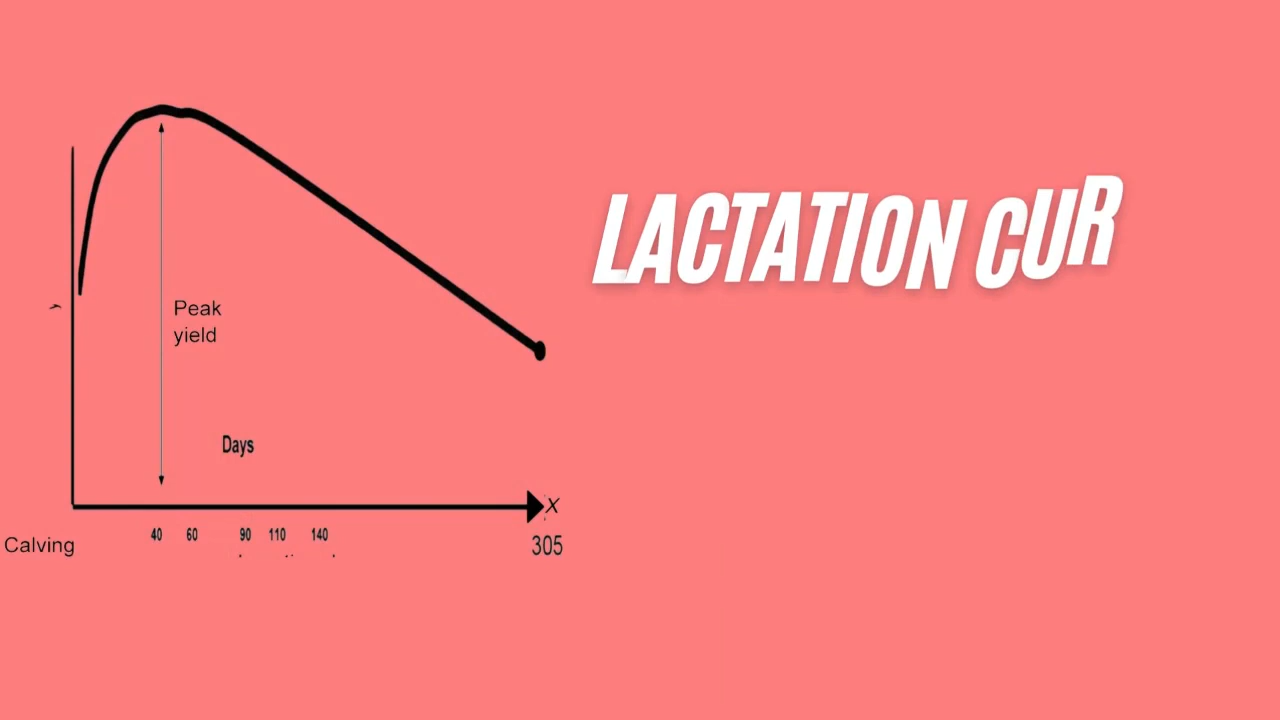 LACTATION CUR
Peak
yield
Days
X
40 60 90 110 140
Calving
305